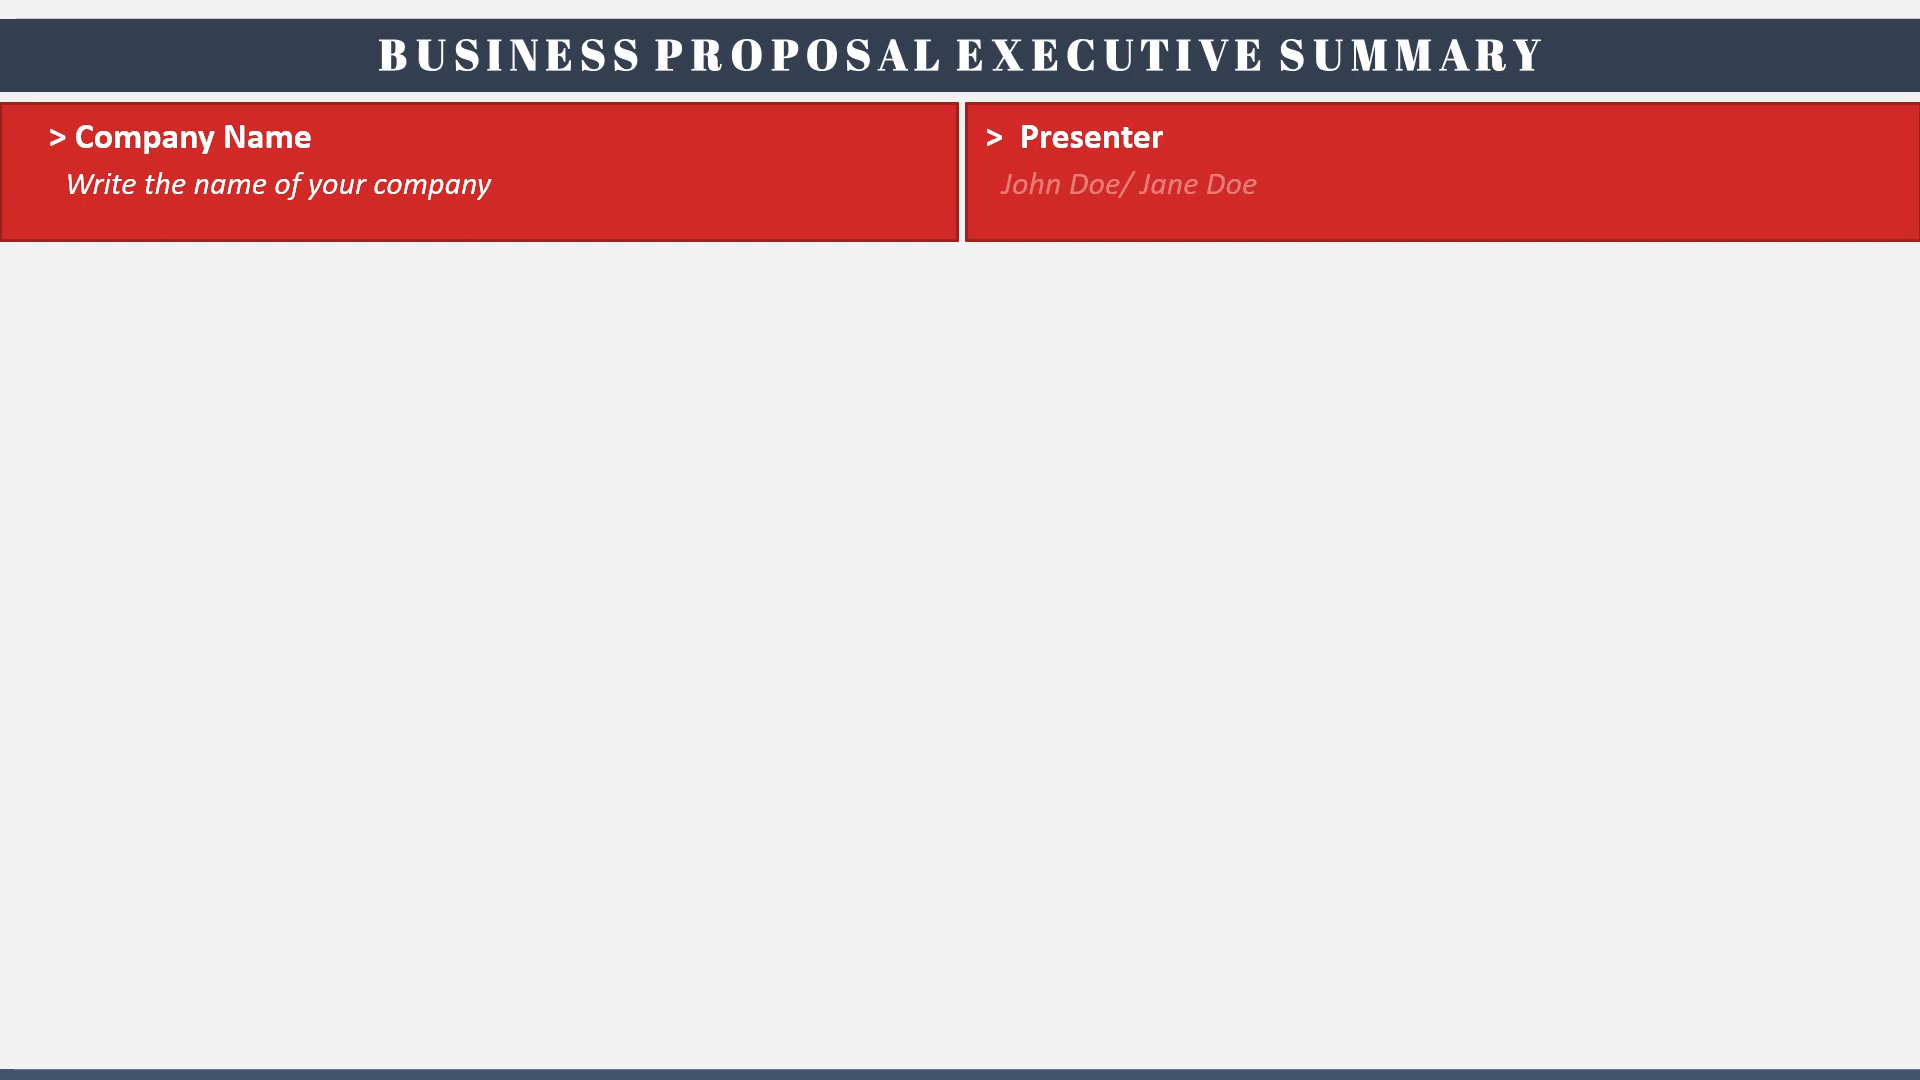 BUSINESS PROPOSAL EXECUTIVE SUMMARY
> Company Name
Write the name of your company
> Presenter
John Doe/ Jane Doe